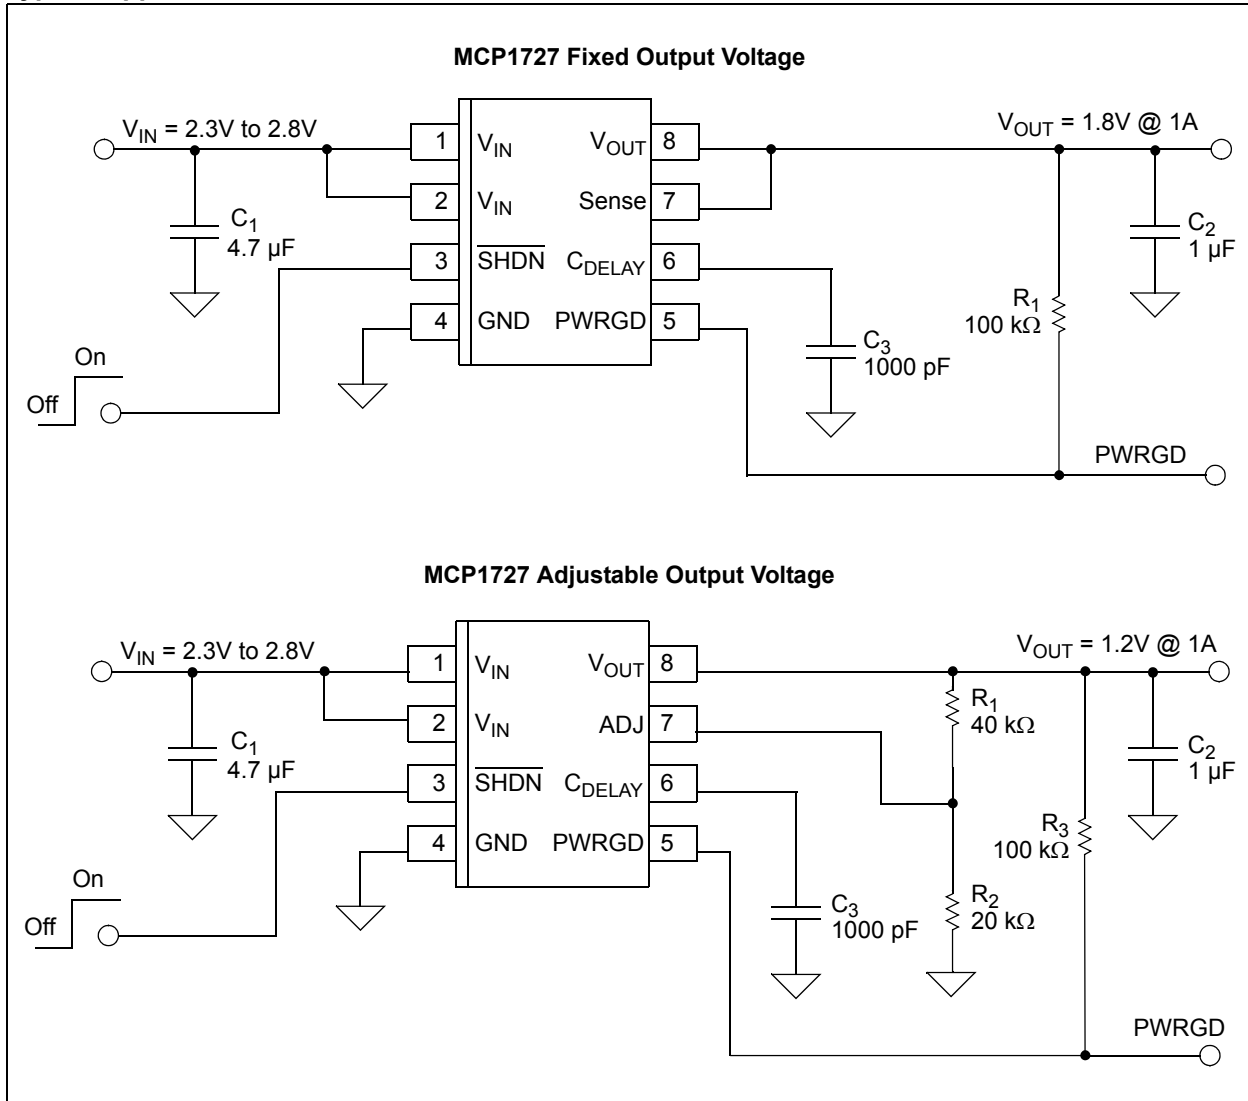 MCP1727 Fixed Output Voltage
V_IN = 2.3V to 2.8V
V_OUT = 1.8V @ 1A
1 V_IN V_OUT 8
2 V_IN Sense 7
3 S̅H̅D̅N̅ C_DELAY 6
4 GND PWRGD 5
C_1
4.7 µF
C_2
1 µF
R_1
100 kΩ
C_3
1000 pF
On
Off
PWRGD
MCP1727 Adjustable Output Voltage
V_IN = 2.3V to 2.8V
V_OUT = 1.2V @ 1A
1 V_IN V_OUT 8
2 V_IN ADJ 7
3 S̅H̅D̅N̅ C_DELAY 6
4 GND PWRGD 5
C_1
4.7 µF
R_1
40 kΩ
C_2
1 µF
R_3
100 kΩ
R_2
20 kΩ
C_3
1000 pF
On
Off
PWRGD